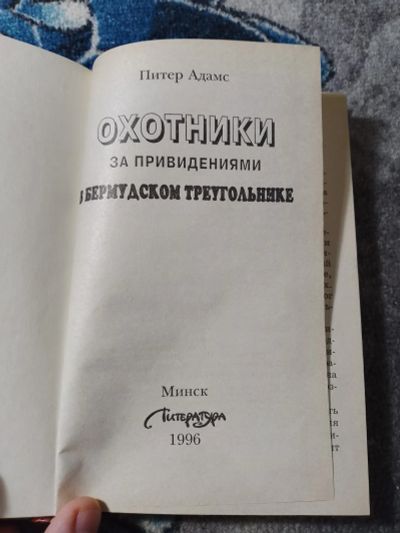 Питер Адамс
ОХОТНИКИ
ЗА ПРИВИДЕНИЯМИ
В БЕРМУДСКОМ ТРЕУГОЛЬНИКЕ
Минск
Литература
1996